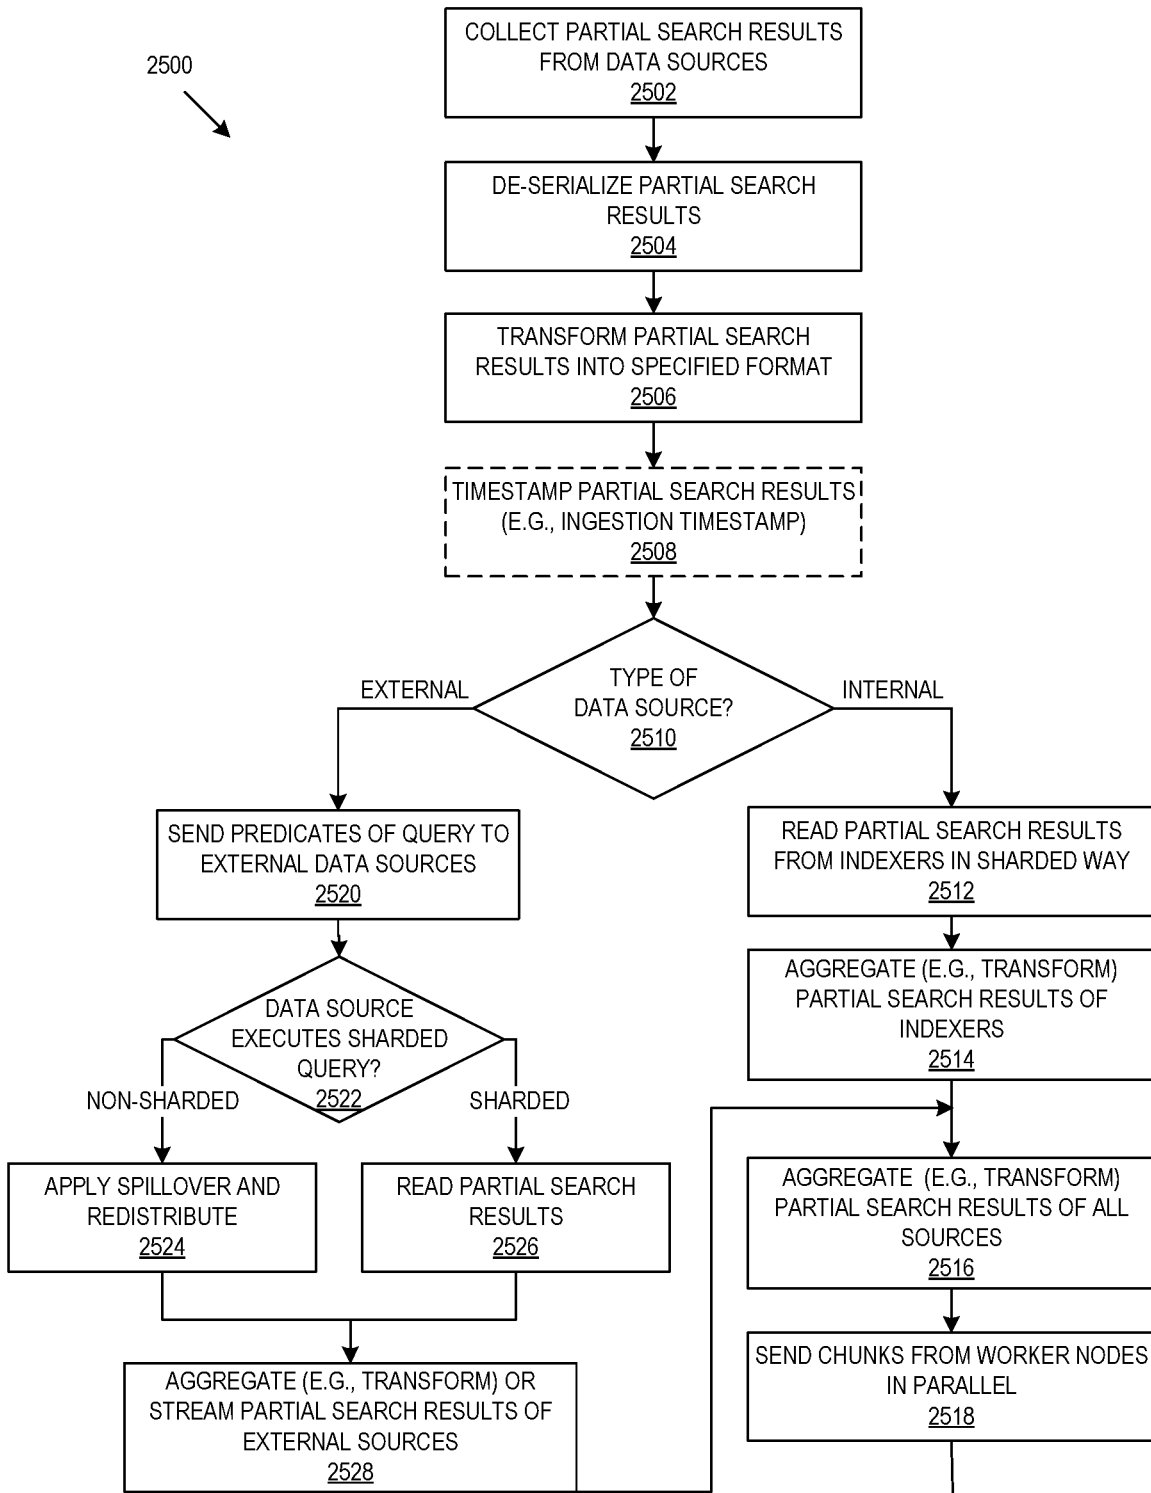 2500
COLLECT PARTIAL SEARCH RESULTS
FROM DATA SOURCES
2502
DE-SERIALIZE PARTIAL SEARCH
RESULTS
2504
TRANSFORM PARTIAL SEARCH
RESULTS INTO SPECIFIED FORMAT
2506
TIMESTAMP PARTIAL SEARCH RESULTS
(E.G., INGESTION TIMESTAMP)
2508
TYPE OF
DATA SOURCE?
2510
EXTERNAL
INTERNAL
SEND PREDICATES OF QUERY TO
EXTERNAL DATA SOURCES
2520
DATA SOURCE
EXECUTES SHARDED
QUERY?
2522
NON-SHARDED
SHARDED
APPLY SPILLOVER AND
REDISTRIBUTE
2524
READ PARTIAL SEARCH
RESULTS
2526
AGGREGATE (E.G., TRANSFORM) OR
STREAM PARTIAL SEARCH RESULTS OF
EXTERNAL SOURCES
2528
READ PARTIAL SEARCH RESULTS
FROM INDEXERS IN SHARDED WAY
2512
AGGREGATE (E.G., TRANSFORM)
PARTIAL SEARCH RESULTS OF
INDEXERS
2514
AGGREGATE (E.G., TRANSFORM)
PARTIAL SEARCH RESULTS OF ALL
SOURCES
2516
SEND CHUNKS FROM WORKER NODES
IN PARALLEL
2518